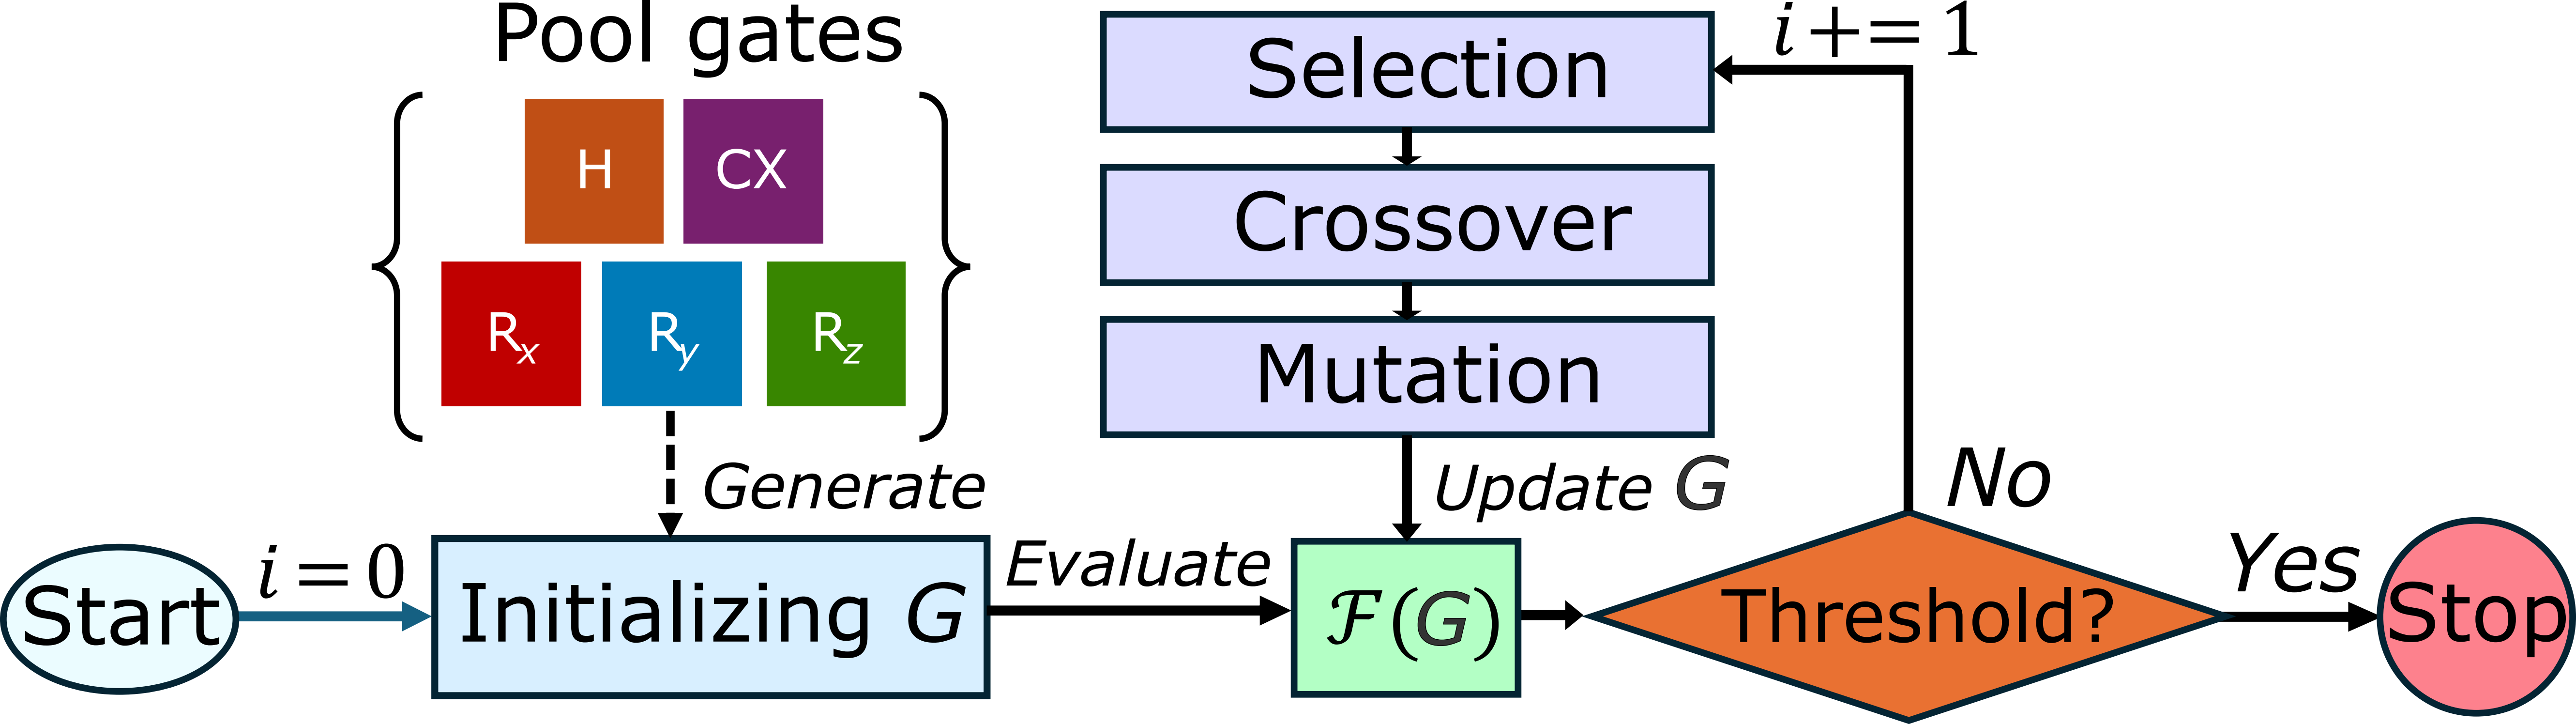 Pool gates
H
CX
Rx
Ry
Rz
Generate
Start
i = 0
Initializing G
Evaluate
Selection
Crossover
Mutation
Update G
ℱ(G)
Threshold?
i += 1
No
Yes
Stop